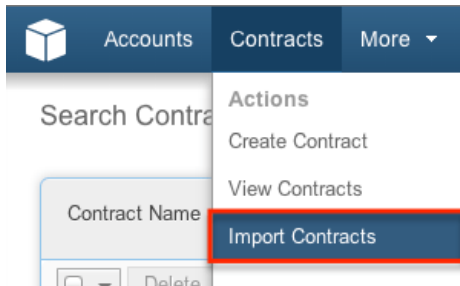 Accounts Contracts More
Search Contra
Actions
Create Contract
View Contracts
Contract Name
Import Contracts
Delete